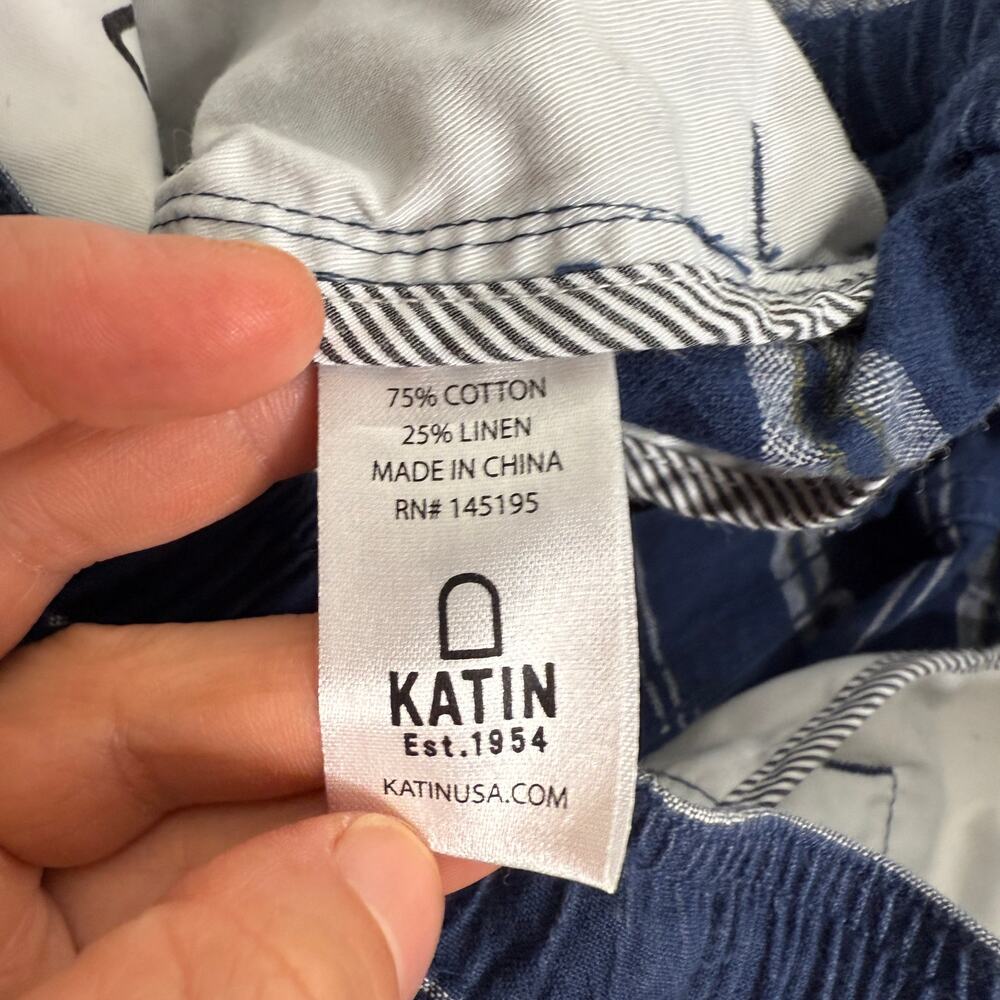 75% COTTON
25% LINEN
MADE IN CHINA
RN# 145195
KATIN
Est.1954
KATINUSA.COM